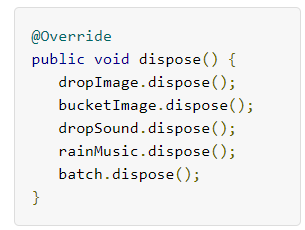 @Override
public void dispose() {
   dropImage.dispose();
   bucketImage.dispose();
   dropSound.dispose();
   rainMusic.dispose();
   batch.dispose();
}